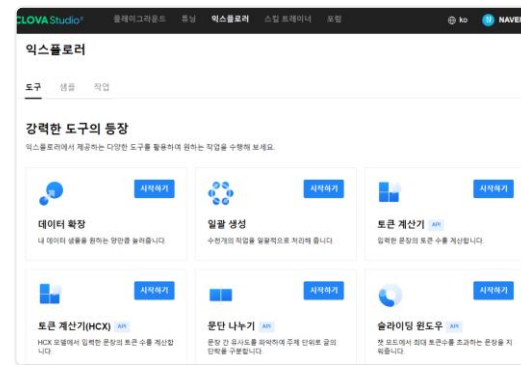 CLOVA Studio 플레이그라운드 튜닝 익스플로러 스킬 트레이너 포럼 ko NAVER
익스플로러
도구 샘플 작업
강력한 도구의 등장
익스플로러에서 제공하는 다양한 도구를 활용하여 원하는 작업을 수행해 보세요.
시작하기 시작하기 시작하기
데이터 확장 일괄 생성 토큰 계산기 API
내 데이터 샘플을 원하는 양만큼 늘려줍니다. 수천개의 작업을 일괄적으로 처리해 줍니다. 입력한 문장의 토큰 수를 계산합니다.
시작하기 시작하기 시작하기
토큰 계산기(HCX) API 문단 나누기 API 슬라이딩 윈도우 API
HCX 모델에서 입력한 문장의 토큰 수를 계산합 문장 간 유사도를 파악하여 주제 단위로 글의 챗 모드에서 최대 토큰수를 초과하는 문장을 지
니다. 단락을 구분합니다. 워줍니다.